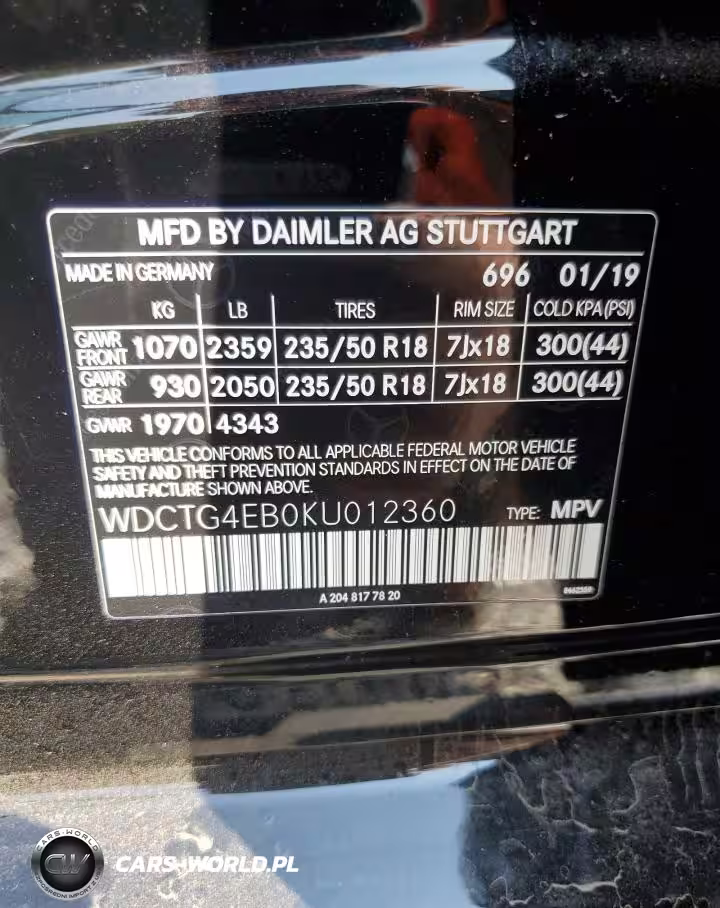 MFD BY DAIMLER AG STUTTGART
MADE IN GERMANY 696 01/19
KG LB TIRES RIM SIZE COLD KPA(PSI)
GAWR FRONT 1070 2359 235/50 R18 7Jx18 300(44)
GAWR REAR 930 2050 235/50 R18 7Jx18 300(44)
GVWR 1970 4343
THIS VEHICLE CONFORMS TO ALL APPLICABLE FEDERAL MOTOR VEHICLE
SAFETY AND THEFT PREVENTION STANDARDS IN EFFECT ON THE DATE OF
MANUFACTURE SHOWN ABOVE.
WDCTG4EB0KU012360 TYPE: MPV
A 204 817 78 20
CARS-WORLD
CW
CARS-WORLD.PL